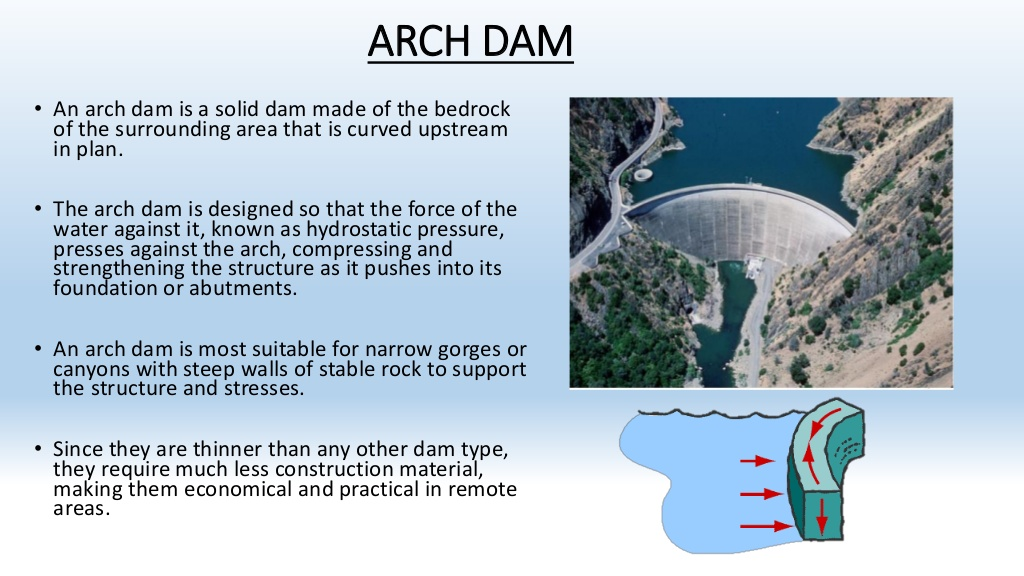 ARCH DAM
• An arch dam is a solid dam made of the bedrock
of the surrounding area that is curved upstream
in plan.
• The arch dam is designed so that the force of the
water against it, known as hydrostatic pressure,
presses against the arch, compressing and
strengthening the structure as it pushes into its
foundation or abutments.
• An arch dam is most suitable for narrow gorges or
canyons with steep walls of stable rock to support
the structure and stresses.
• Since they are thinner than any other dam type,
they require much less construction material,
making them economical and practical in remote
areas.